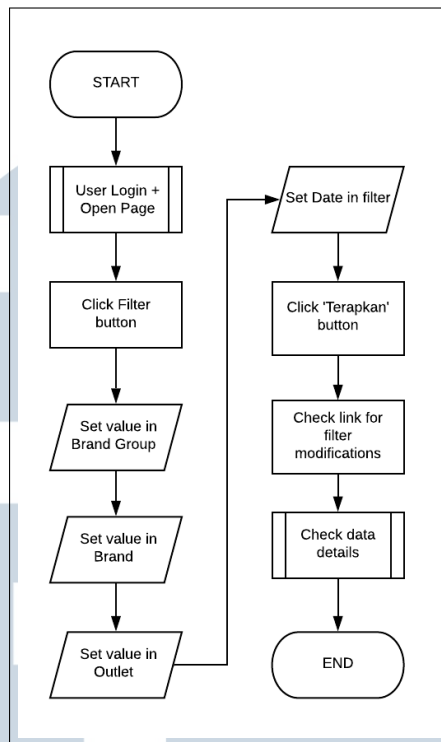 START
User Login +
Open Page
Click Filter
button
Set value in
Brand Group
Set value in
Brand
Set value in
Outlet
Set Date in filter
Click 'Terapkan'
button
Check link for
filter
modifications
Check data
details
END